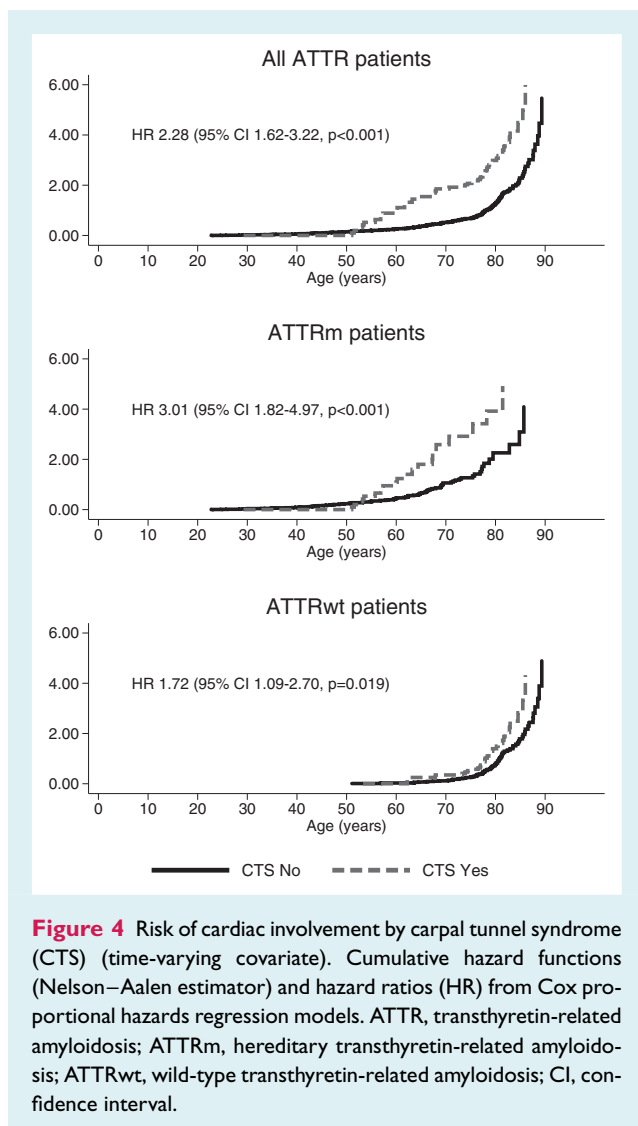 All ATTR patients
6.00
HR 2.28 (95% CI 1.62-3.22, p<0.001)
4.00
2.00
0.00
0 10 20 30 40 50 60 70 80 90
Age (years)
ATTRm patients
6.00
HR 3.01 (95% CI 1.82-4.97, p<0.001)
4.00
2.00
0.00
0 10 20 30 40 50 60 70 80 90
Age (years)
ATTRwt patients
6.00
HR 1.72 (95% CI 1.09-2.70, p=0.019)
4.00
2.00
0.00
0 10 20 30 40 50 60 70 80 90
Age (years)
CTS No CTS Yes
Figure 4 Risk of cardiac involvement by carpal tunnel syndrome
(CTS) (time-varying covariate). Cumulative hazard functions
(Nelson–Aalen estimator) and hazard ratios (HR) from Cox pro-
portional hazards regression models. ATTR, transthyretin-related
amyloidosis; ATTRm, hereditary transthyretin-related amyloido-
sis; ATTRwt, wild-type transthyretin-related amyloidosis; CI, con-
fidence interval.